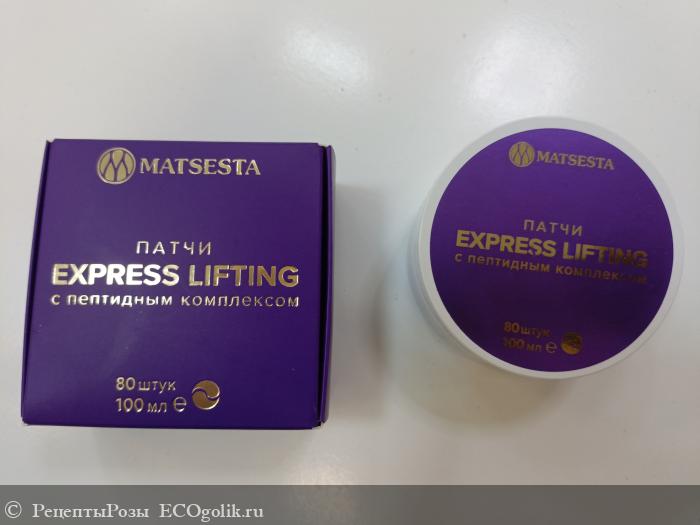 MATSESTA
ПАТЧИ
EXPRESS LIFTING
с пептидным комплексом
80 штук
100 мл e
MATSESTA
ПАТЧИ
EXPRESS LIFTING
с пептидным комплексом
80 штук
100 мл e
© РецептыРозы ECOgolik.ru